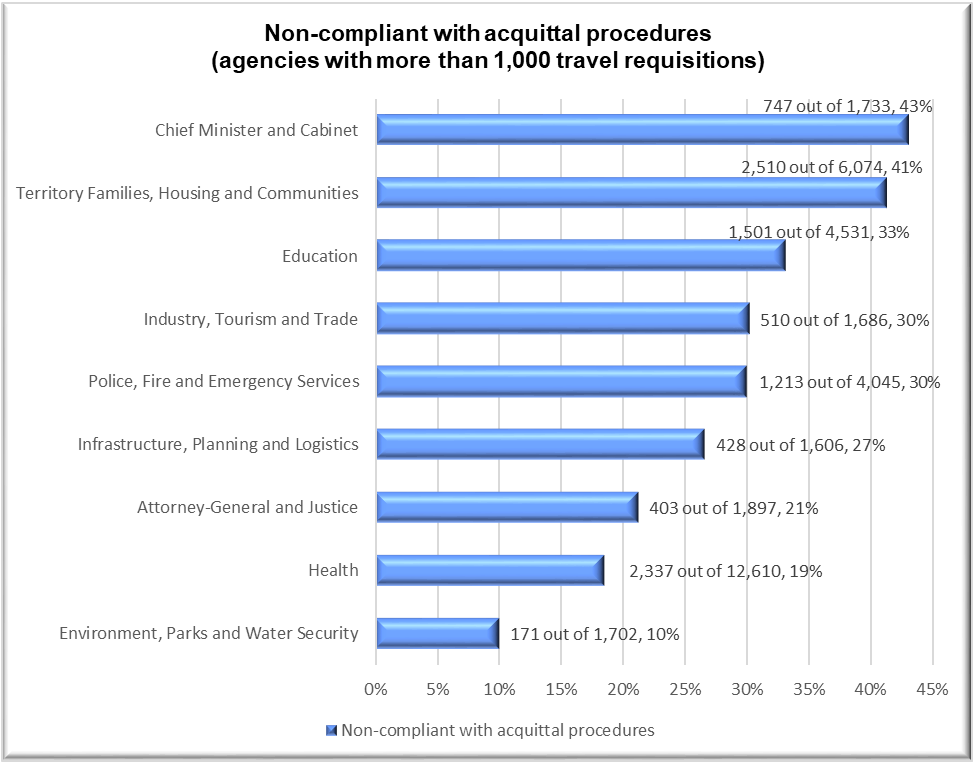 Non-compliant with acquittal procedures
(agencies with more than 1,000 travel requisitions)
747 out of 1,733, 43%
Chief Minister and Cabinet
2,510 out of 6,074, 41%
Territory Families, Housing and Communities
1,501 out of 4,531, 33%
Education
Industry, Tourism and Trade
510 out of 1,686, 30%
Police, Fire and Emergency Services
1,213 out of 4,045, 30%
Infrastructure, Planning and Logistics
428 out of 1,606, 27%
Attorney-General and Justice
403 out of 1,897, 21%
Health
2,337 out of 12,610, 19%
Environment, Parks and Water Security
171 out of 1,702, 10%
0% 5% 10% 15% 20% 25% 30% 35% 40% 45%
Non-compliant with acquittal procedures